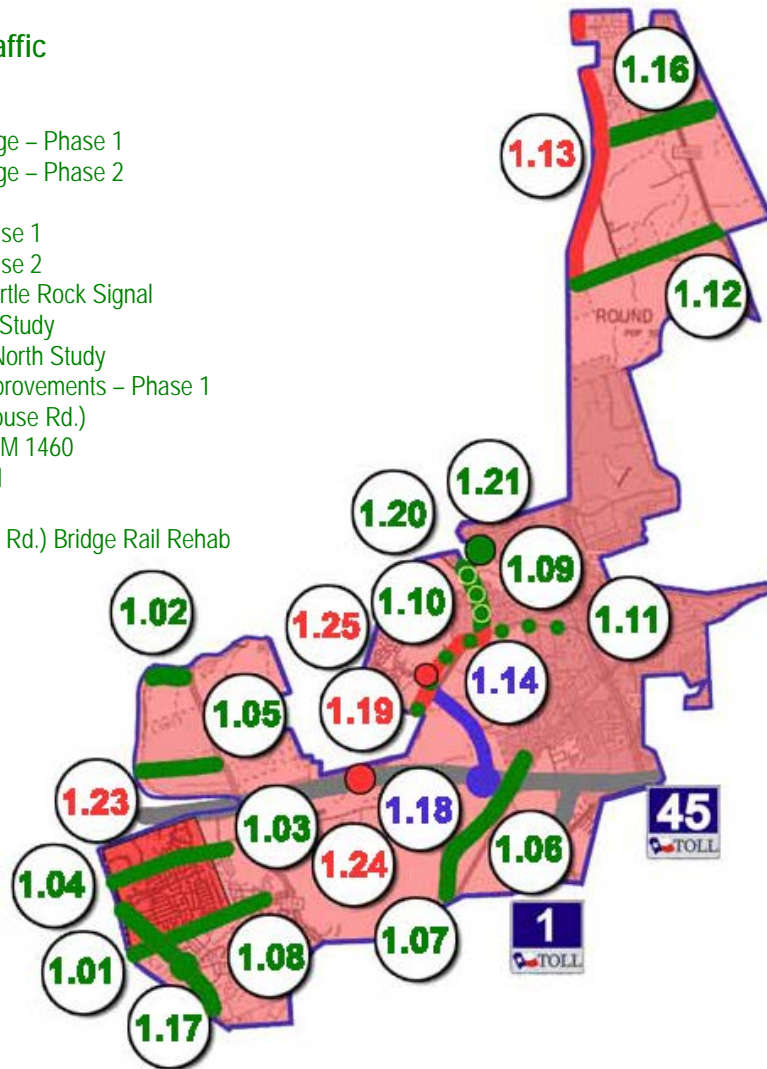 affic
ge – Phase 1
ge – Phase 2
se 1
se 2
rtle Rock Signal
Study
North Study
provements – Phase 1
ouse Rd.)
M 1460
Rd.) Bridge Rail Rehab
1.16
1.13
1.12
ROUND
1.21
1.20
1.09
1.10
1.02
1.25
1.11
1.14
1.05
1.19
1.23
1.18
45
TOLL
1.03
1.24
1.06
1.04
1.07
1
TOLL
1.01
1.08
1.17